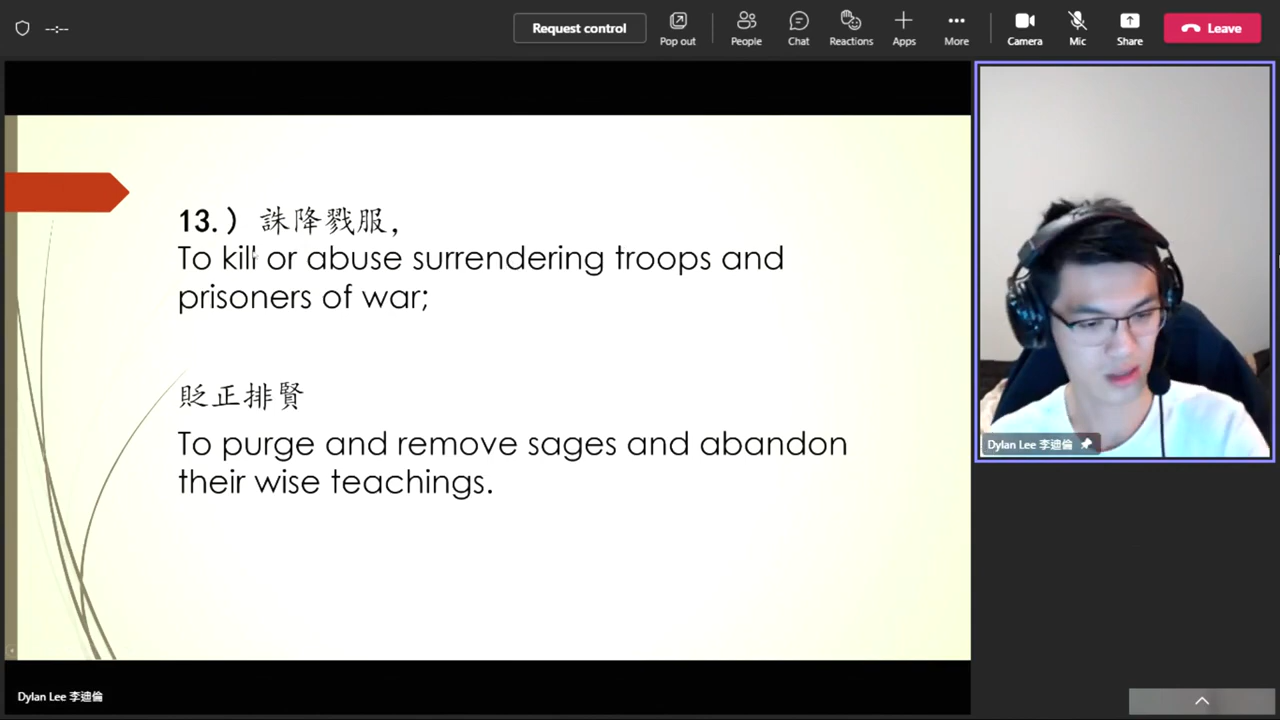 --:--
Request control
Pop out
People
Chat
Reactions
Apps
More
Camera
Mic
Share
Leave
13.) 誅降戮服,
To kill or abuse surrendering troops and
prisoners of war;
貶正排賢
To purge and remove sages and abandon
their wise teachings.
Dylan Lee 李迪倫
Dylan Lee 李迪倫